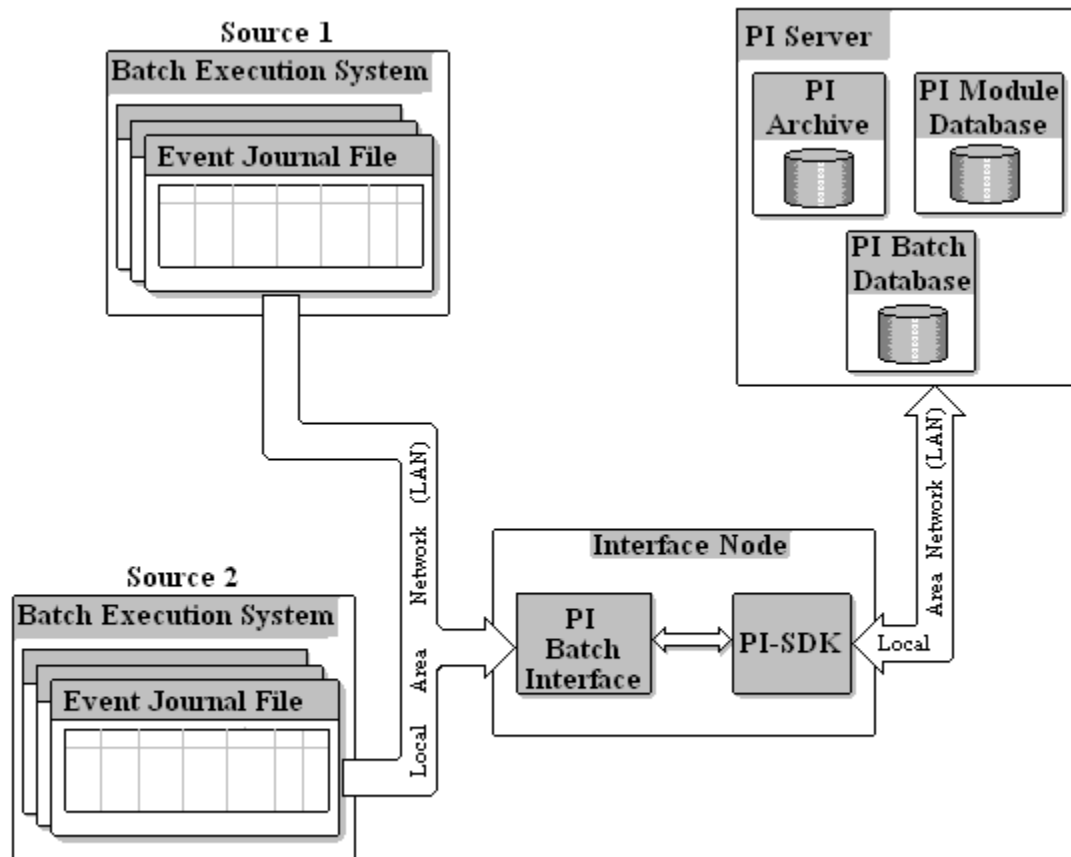 Source 1
Batch Execution System
Event Journal File
PI Server
PI
Archive
PI Module
Database
PI Batch
Database
Local Area Network (LAN)
Source 2
Batch Execution System
Event Journal File
Interface Node
PI
Batch
Interface
PI-SDK
Local
Area Network (LAN)